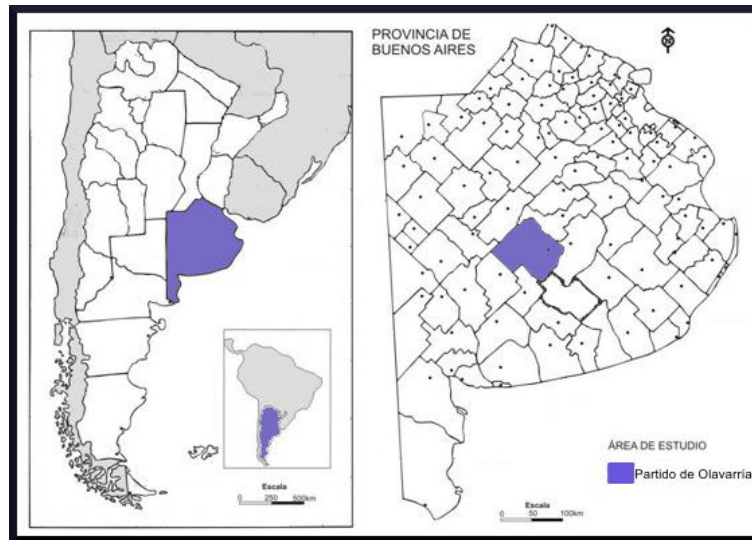 PROVINCIA DE
BUENOS AIRES
N
Escala
0 250 500km
ÁREA DE ESTUDIO
Partido de Olavarría
Escala
0 50 100km